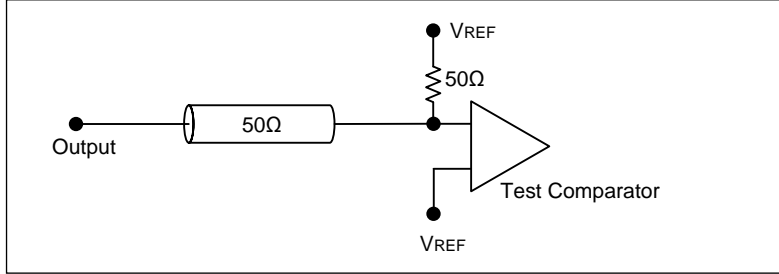 VREF
50Ω
50Ω
Output
Test Comparator
VREF